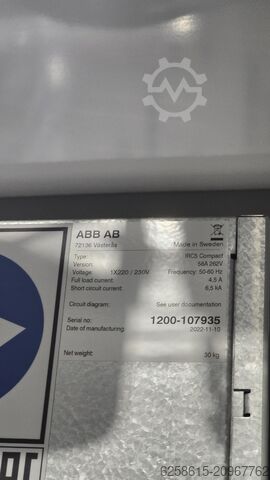 ABB AB
72136 Västerås Made in Sweden
Type: IRC5 Compact
Version: 56A 262V
Voltage: 1X220 / 230V Frequency: 50-60 Hz
Full load current: 4,5 A
Short circuit current: 6,5 kA
Circuit diagram: See user documentation
Serial no: 1200-107935
Date of manufacturing: 2022-11-10
Net weight: 30 kg
6258615-20967762